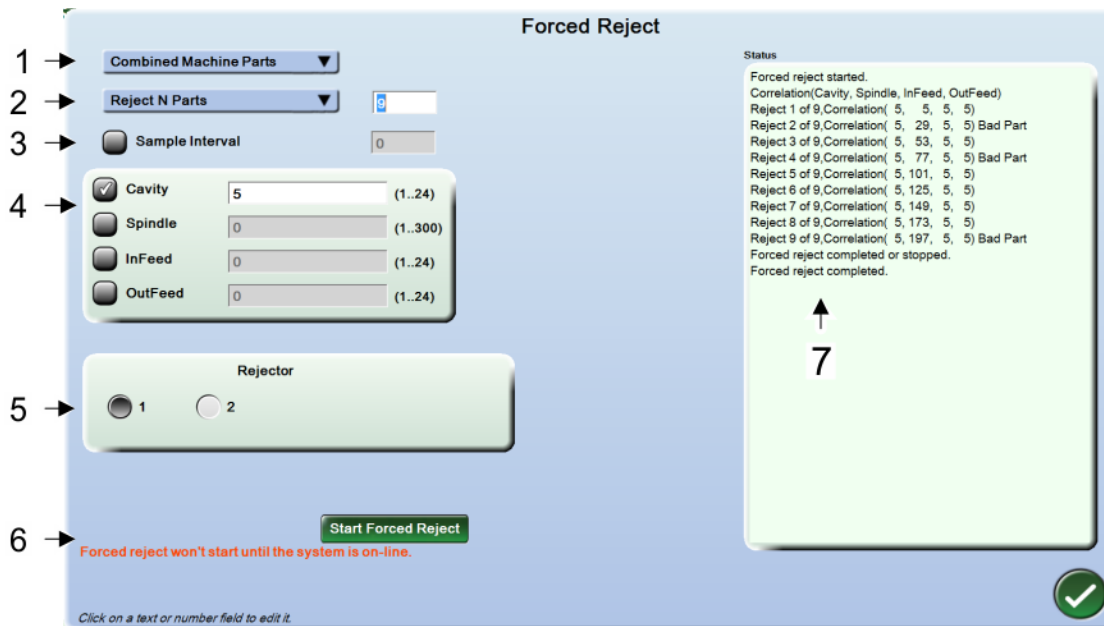 Forced Reject
1
Combined Machine Parts
2
Reject N Parts
9
3
Sample Interval
0
4
Cavity
5
(1..24)
Spindle
0
(1..300)
InFeed
0
(1..24)
OutFeed
0
(1..24)
Rejector
5
1
2
Start Forced Reject
6
Forced reject won't start until the system is on-line.
Click on a text or number field to edit it.
Status
Forced reject started.
Correlation(Cavity, Spindle, InFeed, OutFeed)
Reject 1 of 9,Correlation( 5, 5, 5, 5)
Reject 2 of 9,Correlation( 5, 29, 5, 5) Bad Part
Reject 3 of 9,Correlation( 5, 53, 5, 5)
Reject 4 of 9,Correlation( 5, 77, 5, 5) Bad Part
Reject 5 of 9,Correlation( 5, 101, 5, 5)
Reject 6 of 9,Correlation( 5, 125, 5, 5)
Reject 7 of 9,Correlation( 5, 149, 5, 5)
Reject 8 of 9,Correlation( 5, 173, 5, 5)
Reject 9 of 9,Correlation( 5, 197, 5, 5) Bad Part
Forced reject completed or stopped.
Forced reject completed.
7